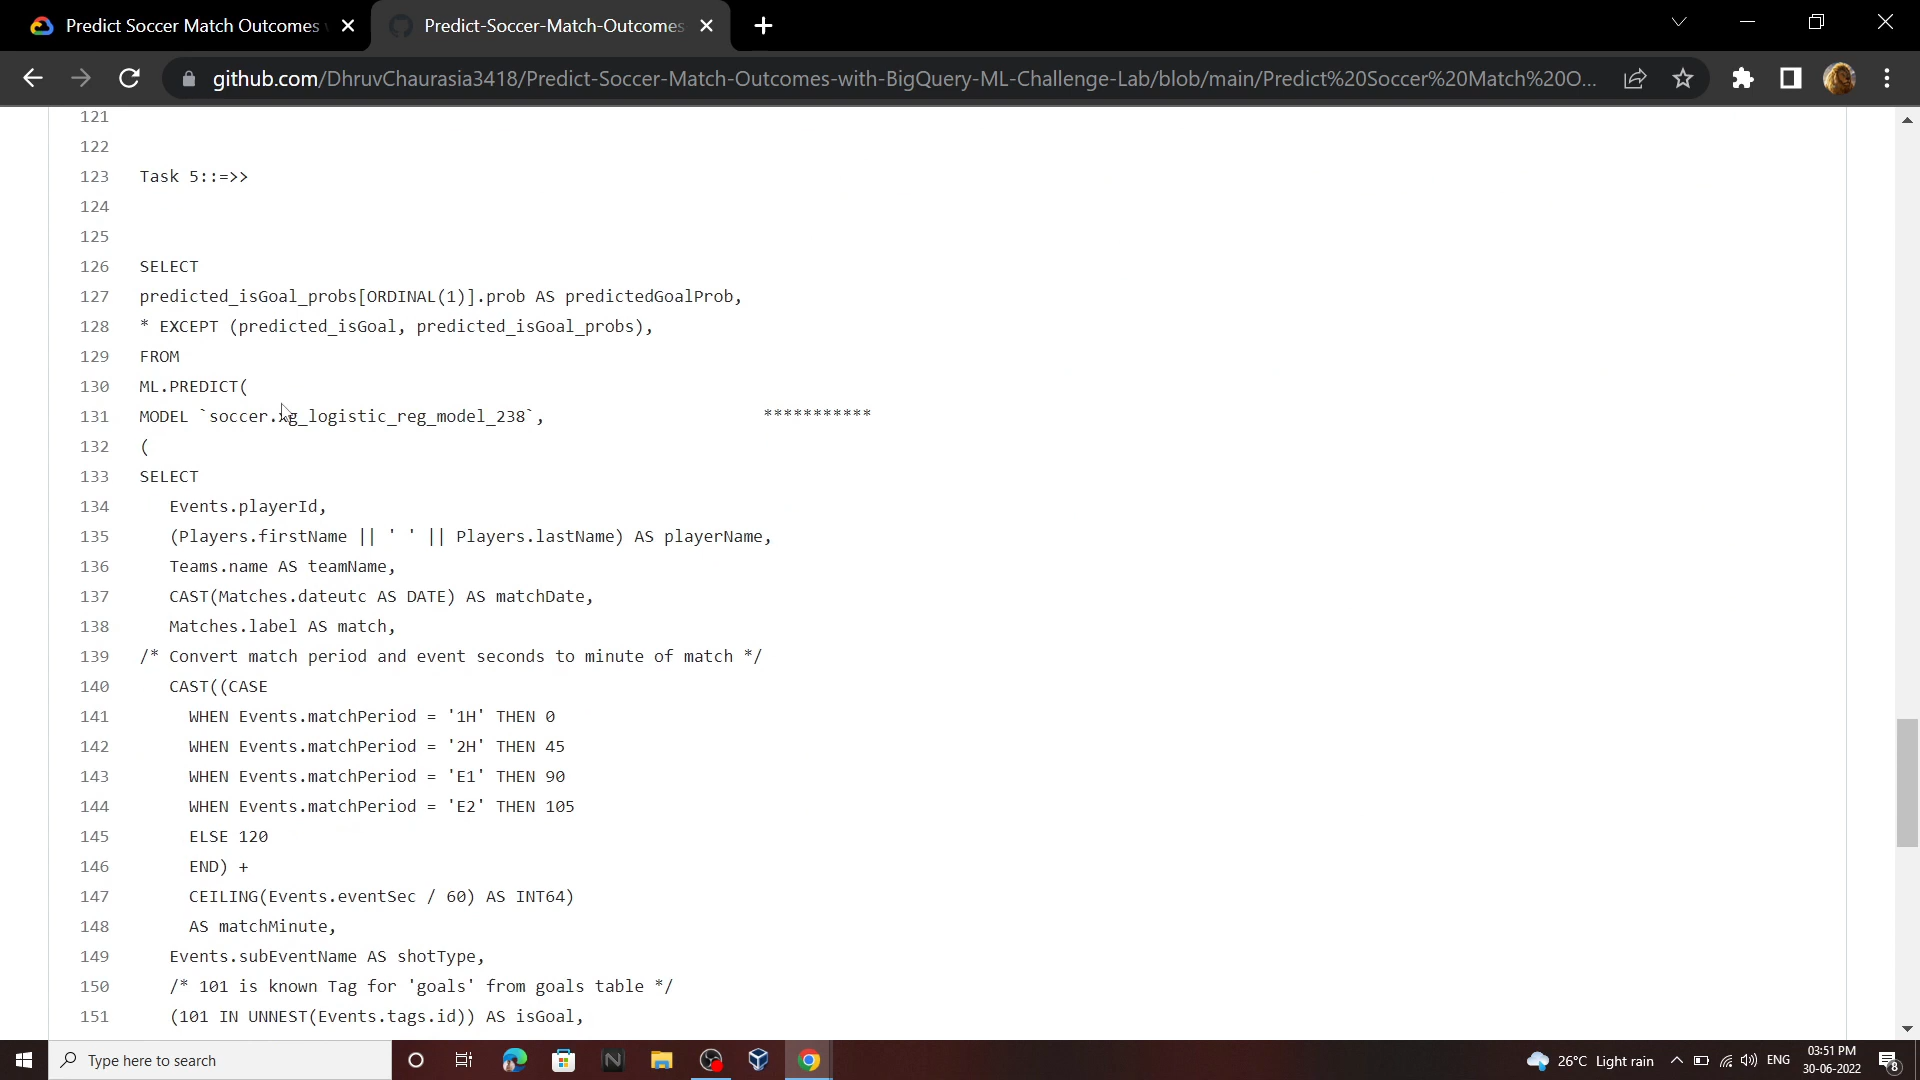 Predict Soccer Match Outcomes
Predict-Soccer-Match-Outcomes
github.com/DhruvChaurasia3418/Predict-Soccer-Match-Outcomes-with-BigQuery-ML-Challenge-Lab/blob/main/Predict%20Soccer%20Match%20O...
121
122
123 Task 5::=>>
124
125
126 SELECT
127 predicted_isGoal_probs[ORDINAL(1)].prob AS predictedGoalProb,
128 * EXCEPT (predicted_isGoal, predicted_isGoal_probs),
129 FROM
130 ML.PREDICT(
131 MODEL `soccer.xg_logistic_reg_model_238`, ***********
132 (
133 SELECT
134 Events.playerId,
135 (Players.firstName || ' ' || Players.lastName) AS playerName,
136 Teams.name AS teamName,
137 CAST(Matches.dateutc AS DATE) AS matchDate,
138 Matches.label AS match,
139 /* Convert match period and event seconds to minute of match */
140 CAST((CASE
141 WHEN Events.matchPeriod = '1H' THEN 0
142 WHEN Events.matchPeriod = '2H' THEN 45
143 WHEN Events.matchPeriod = 'E1' THEN 90
144 WHEN Events.matchPeriod = 'E2' THEN 105
145 ELSE 120
146 END) +
147 CEILING(Events.eventSec / 60) AS INT64)
148 AS matchMinute,
149 Events.subEventName AS shotType,
150 /* 101 is known Tag for 'goals' from goals table */
151 (101 IN UNNEST(Events.tags.id)) AS isGoal,
Type here to search
26°C Light rain
ENG
03:51 PM
30-06-2022
8